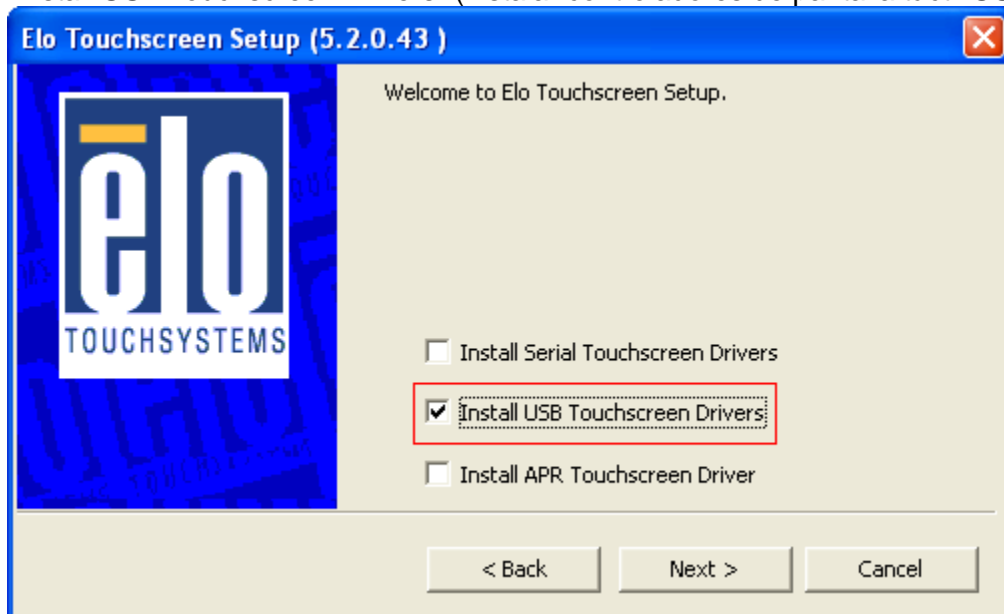 Elo Touchscreen Setup (5.2.0.43 )
Welcome to Elo Touchscreen Setup.
elo
TOUCHSYSTEMS
Install Serial Touchscreen Drivers
Install USB Touchscreen Drivers
Install APR Touchscreen Driver
< Back
Next >
Cancel